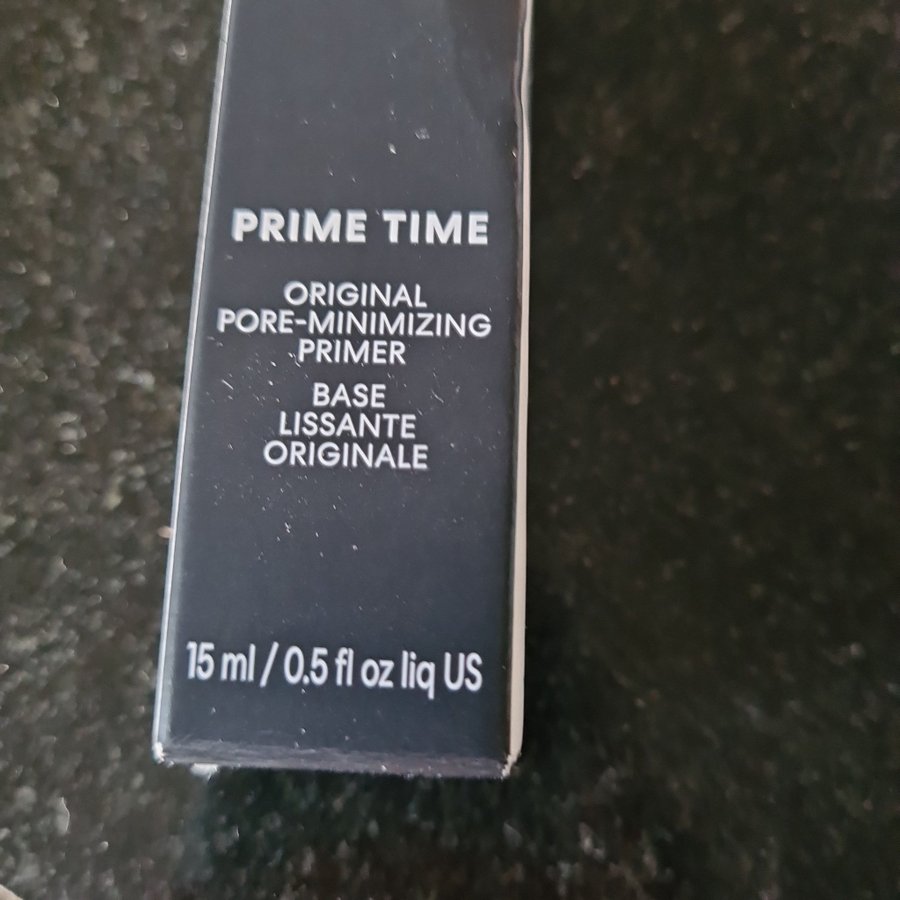 PRIME TIME
ORIGINAL
PORE-MINIMIZING
PRIMER
BASE
LISSANTE
ORIGINALE
15 ml / 0.5 fl oz liq US